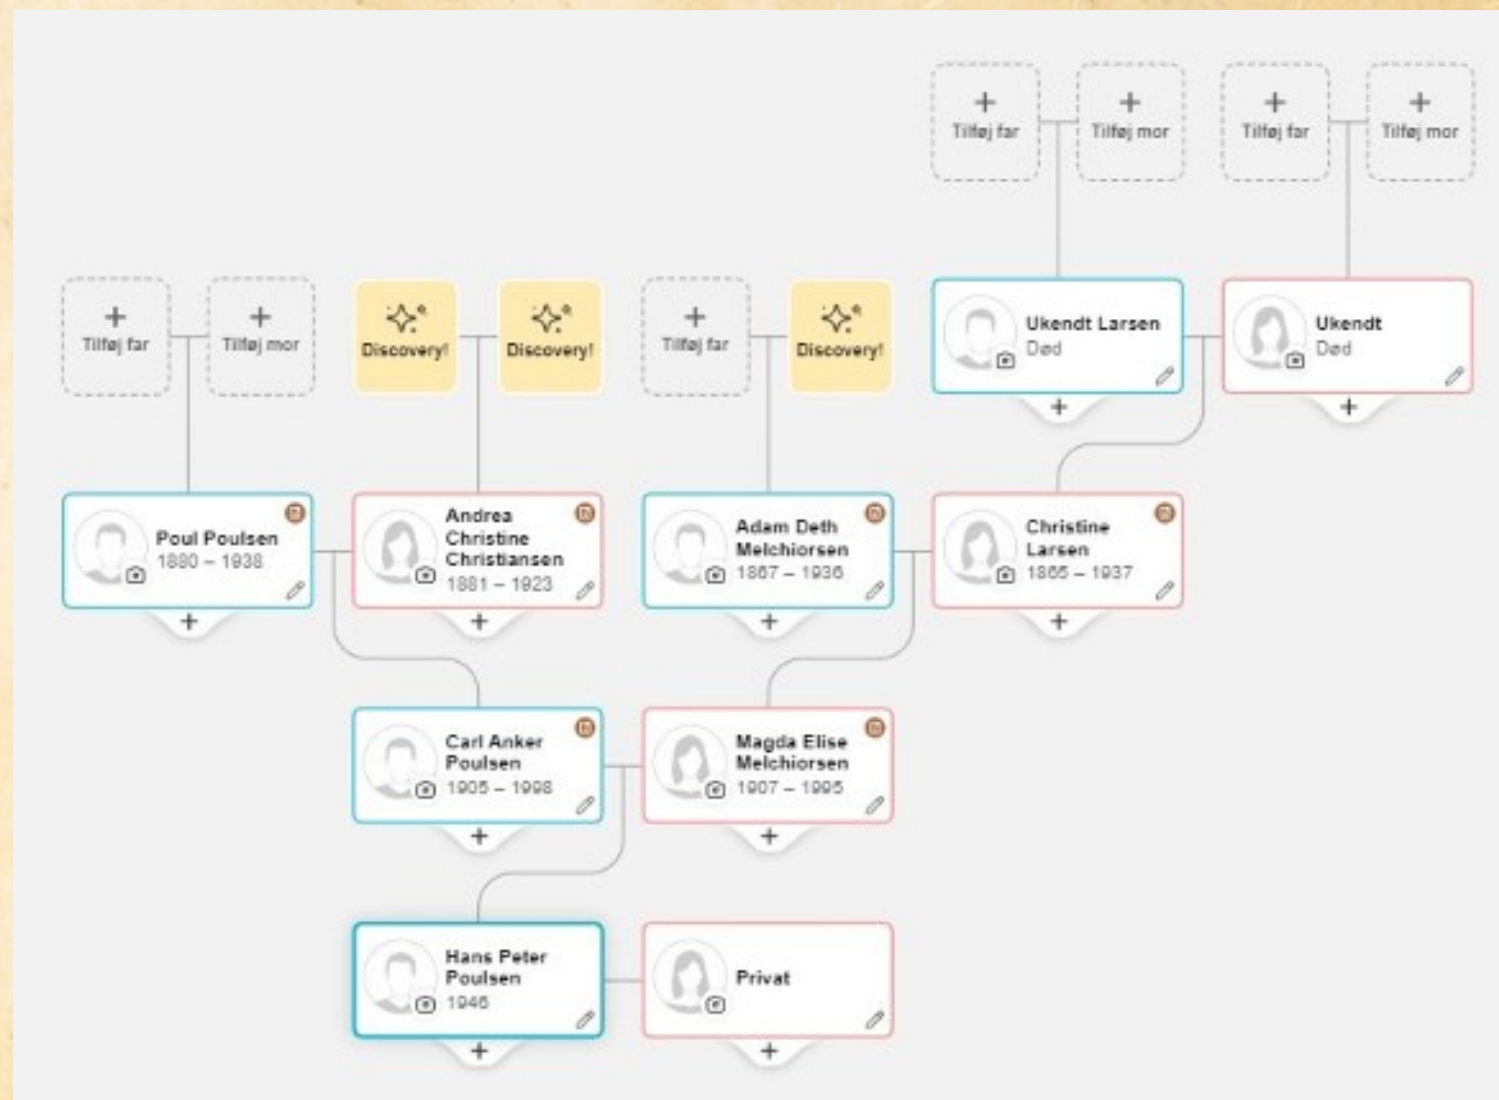 Tilføj far
Tilføj mor
Tilføj far
Tilføj mor
Tilføj far
Tilføj mor
Discovery!
Discovery!
Tilføj far
Discovery!
Ukendt Larsen
Død
Ukendt
Død
Poul Poulsen
1880 – 1938
Andrea
Christine
Christiansen
1881 – 1923
Adam Deth
Melchiorsen
1867 – 1936
Christine
Larsen
1865 – 1937
Carl Anker
Poulsen
1905 – 1998
Magda Elise
Melchiorsen
1907 – 1995
Hans Peter
Poulsen
1946
Privat